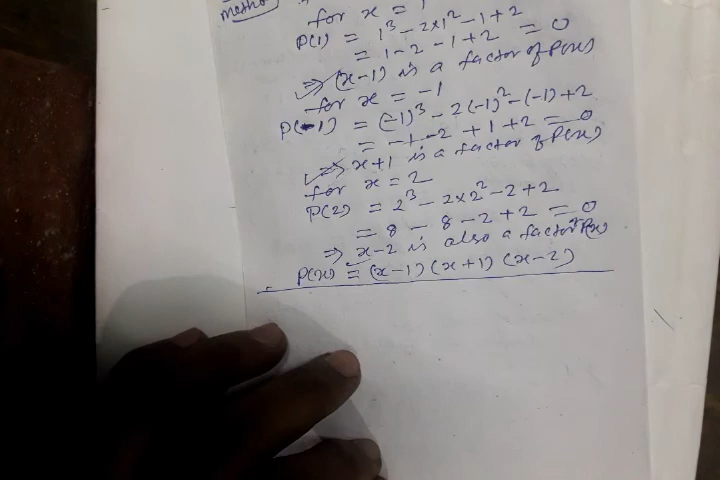 metho
for x = 1
P(1) = 1³ - 2×1² - 1 + 2
= 1 - 2 - 1 + 2 = 0
⇒ (x-1) is a factor of P(x)
for x = -1
P(-1) = (-1)³ - 2(-1)² - (-1) + 2
= -1 - 2 + 1 + 2 = 0
⇒ x+1 is a factor of P(x)
for x = 2
P(2) = 2³ - 2×2² - 2 + 2
= 8 - 8 - 2 + 2 = 0
⇒ x-2 is also a factor of P(x)
P(x) = (x-1) (x+1) (x-2)